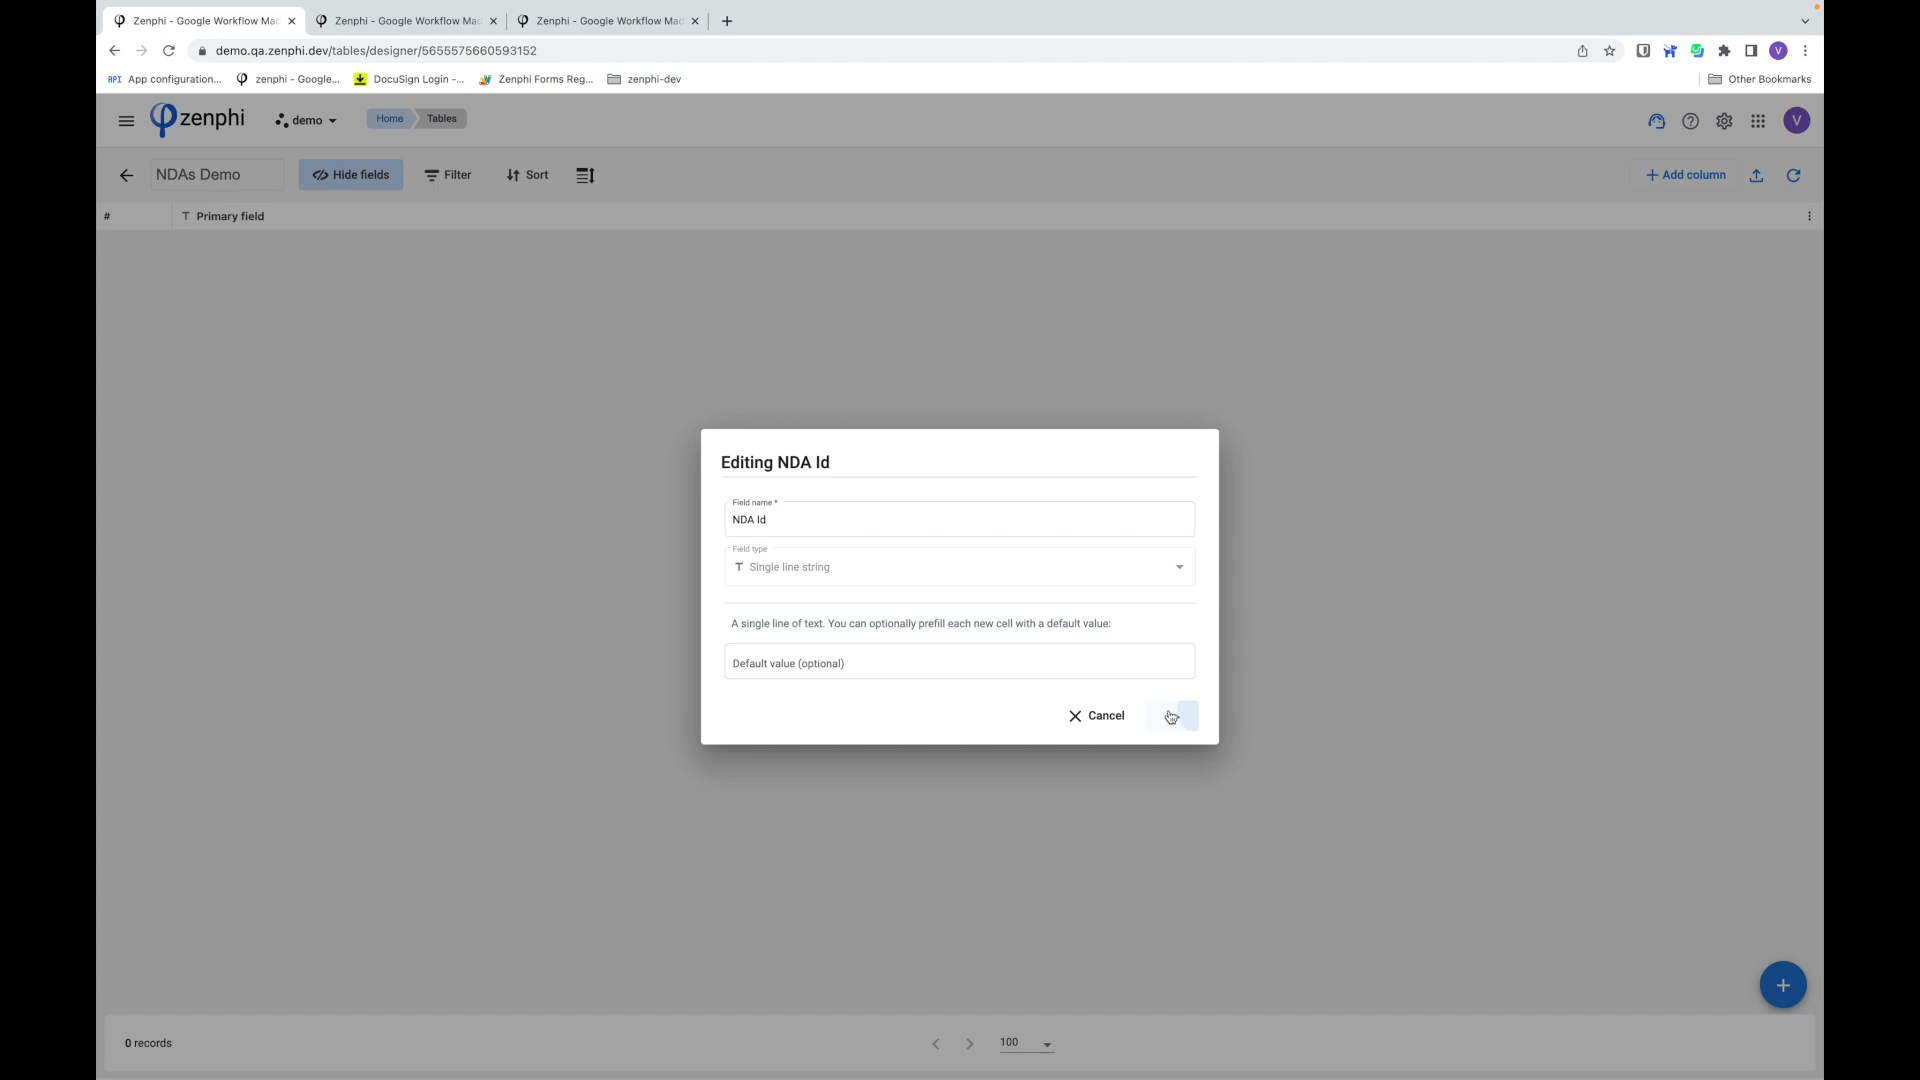 Zenphi - Google Workflow Mad
Zenphi - Google Workflow Mad
Zenphi - Google Workflow Mad
demo.qa.zenphi.dev/tables/designer/5655575660593152
V
API App configuration...
zenphi - Google...
DocuSign Login -...
Zenphi Forms Reg...
zenphi-dev
Other Bookmarks
zenphi
demo
Home
Tables
V
NDAs Demo
Hide fields
Filter
Sort
+ Add column
#
T Primary field
Editing NDA Id
Field name *
NDA Id
Field type
T Single line string
A single line of text. You can optionally prefill each new cell with a default value:
Default value (optional)
Cancel
0 records
100